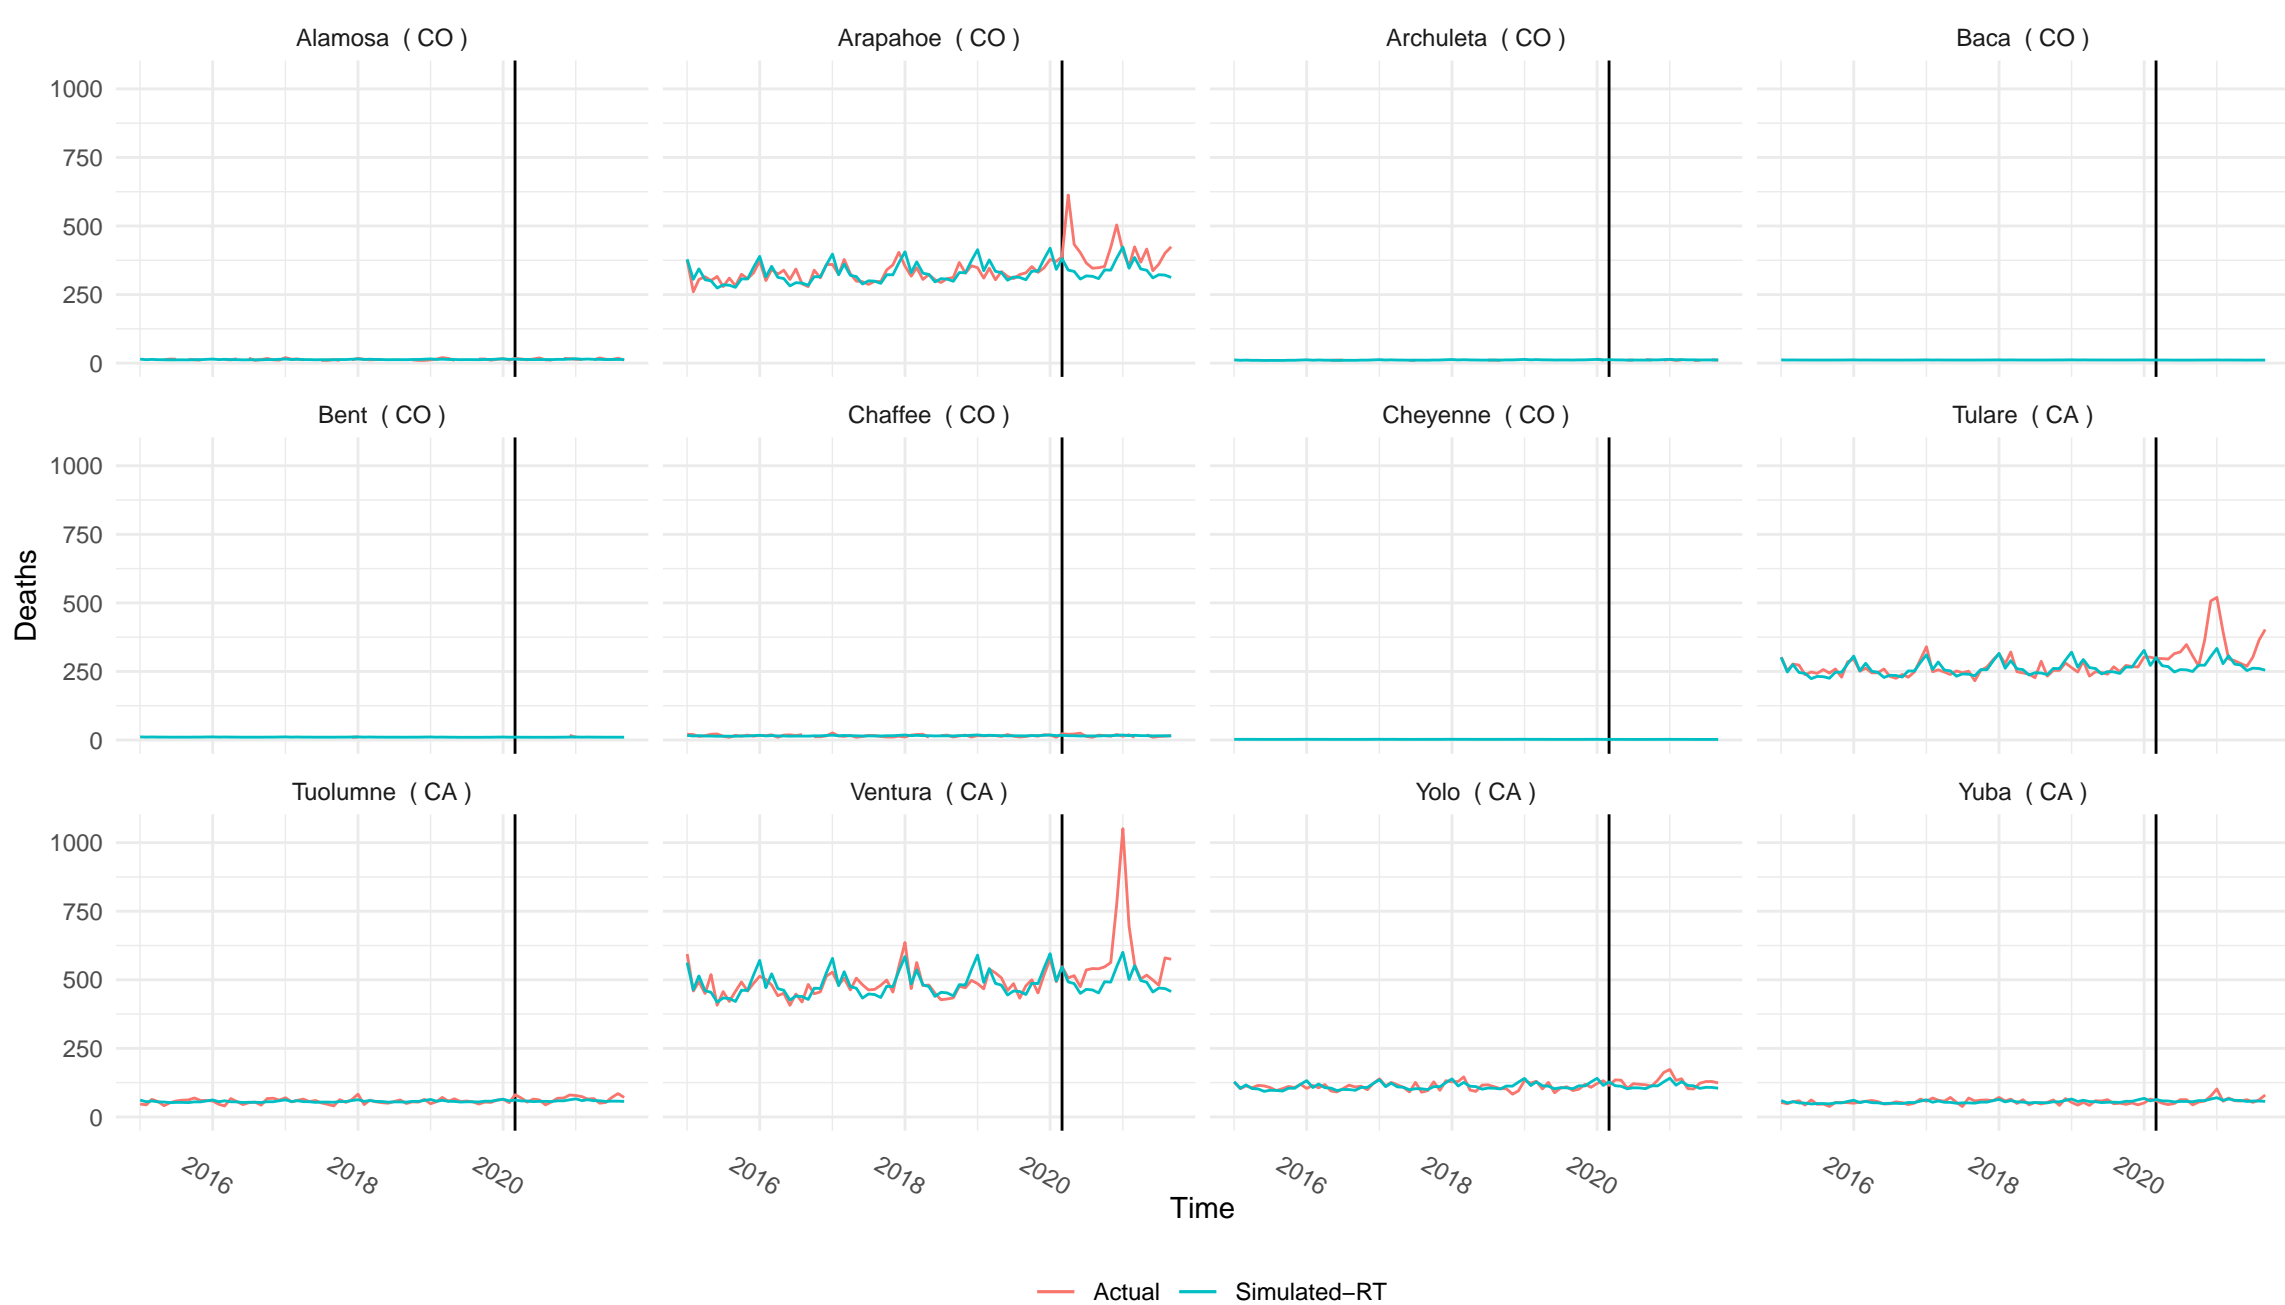 Alamosa ( CO )
Arapahoe ( CO )
Archuleta ( CO )
Baca ( CO )
1000
750
500
250
0
Bent ( CO )
Chaffee ( CO )
Cheyenne ( CO )
Tulare ( CA )
1000
750
500
250
0
Deaths
Tuolumne ( CA )
Ventura ( CA )
Yolo ( CA )
Yuba ( CA )
1000
750
500
250
0
2016 2018 2020
2016 2018 2020
2016 2018 2020
2016 2018 2020
Time
Actual
Simulated−RT